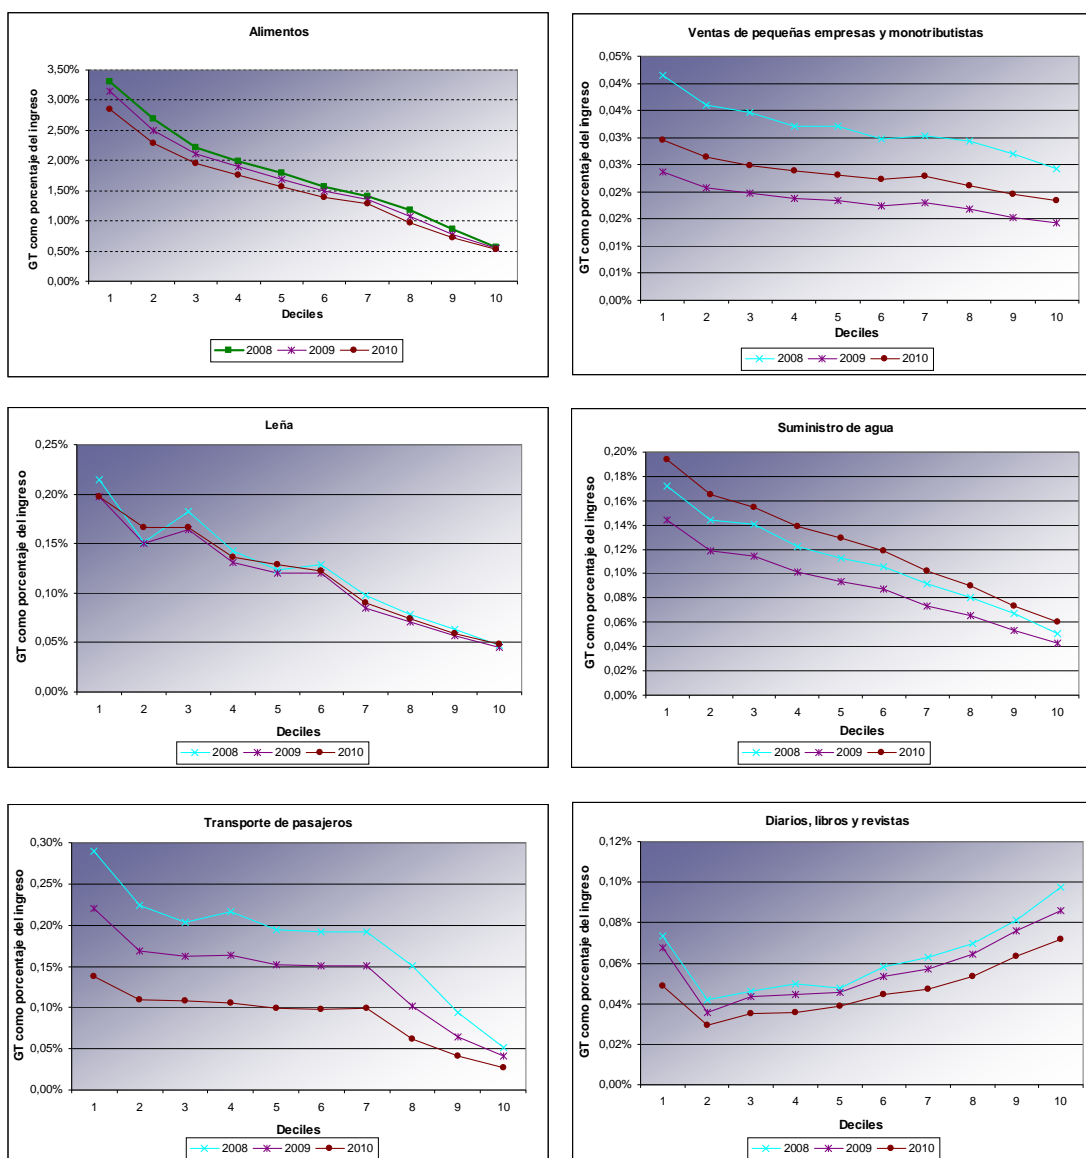 Alimentos
GT como porcentaje del ingreso
3,50%
3,00%
2,50%
2,00%
1,50%
1,00%
0,50%
0,00%
1 2 3 4 5 6 7 8 9 10
Deciles
2008 2009 2010
Ventas de pequeñas empresas y monotributistas
GT como porcentaje del ingreso
0,05%
0,04%
0,04%
0,03%
0,03%
0,02%
0,02%
0,01%
0,01%
0,00%
1 2 3 4 5 6 7 8 9 10
Deciles
2008 2009 2010
Leña
GT como porcentaje del ingreso
0,25%
0,20%
0,15%
0,10%
0,05%
0,00%
1 2 3 4 5 6 7 8 9 10
Deciles
2008 2009 2010
Suministro de agua
GT como porcentaje del ingreso
0,20%
0,18%
0,16%
0,14%
0,12%
0,10%
0,08%
0,06%
0,04%
0,02%
0,00%
1 2 3 4 5 6 7 8 9 10
Deciles
2008 2009 2010
Transporte de pasajeros
GT como porcentaje del ingreso
0,30%
0,25%
0,20%
0,15%
0,10%
0,05%
0,00%
1 2 3 4 5 6 7 8 9 10
Deciles
2008 2009 2010
Diarios, libros y revistas
GT como porcentaje del ingreso
0,12%
0,10%
0,08%
0,06%
0,04%
0,02%
0,00%
1 2 3 4 5 6 7 8 9 10
Deciles
2008 2009 2010